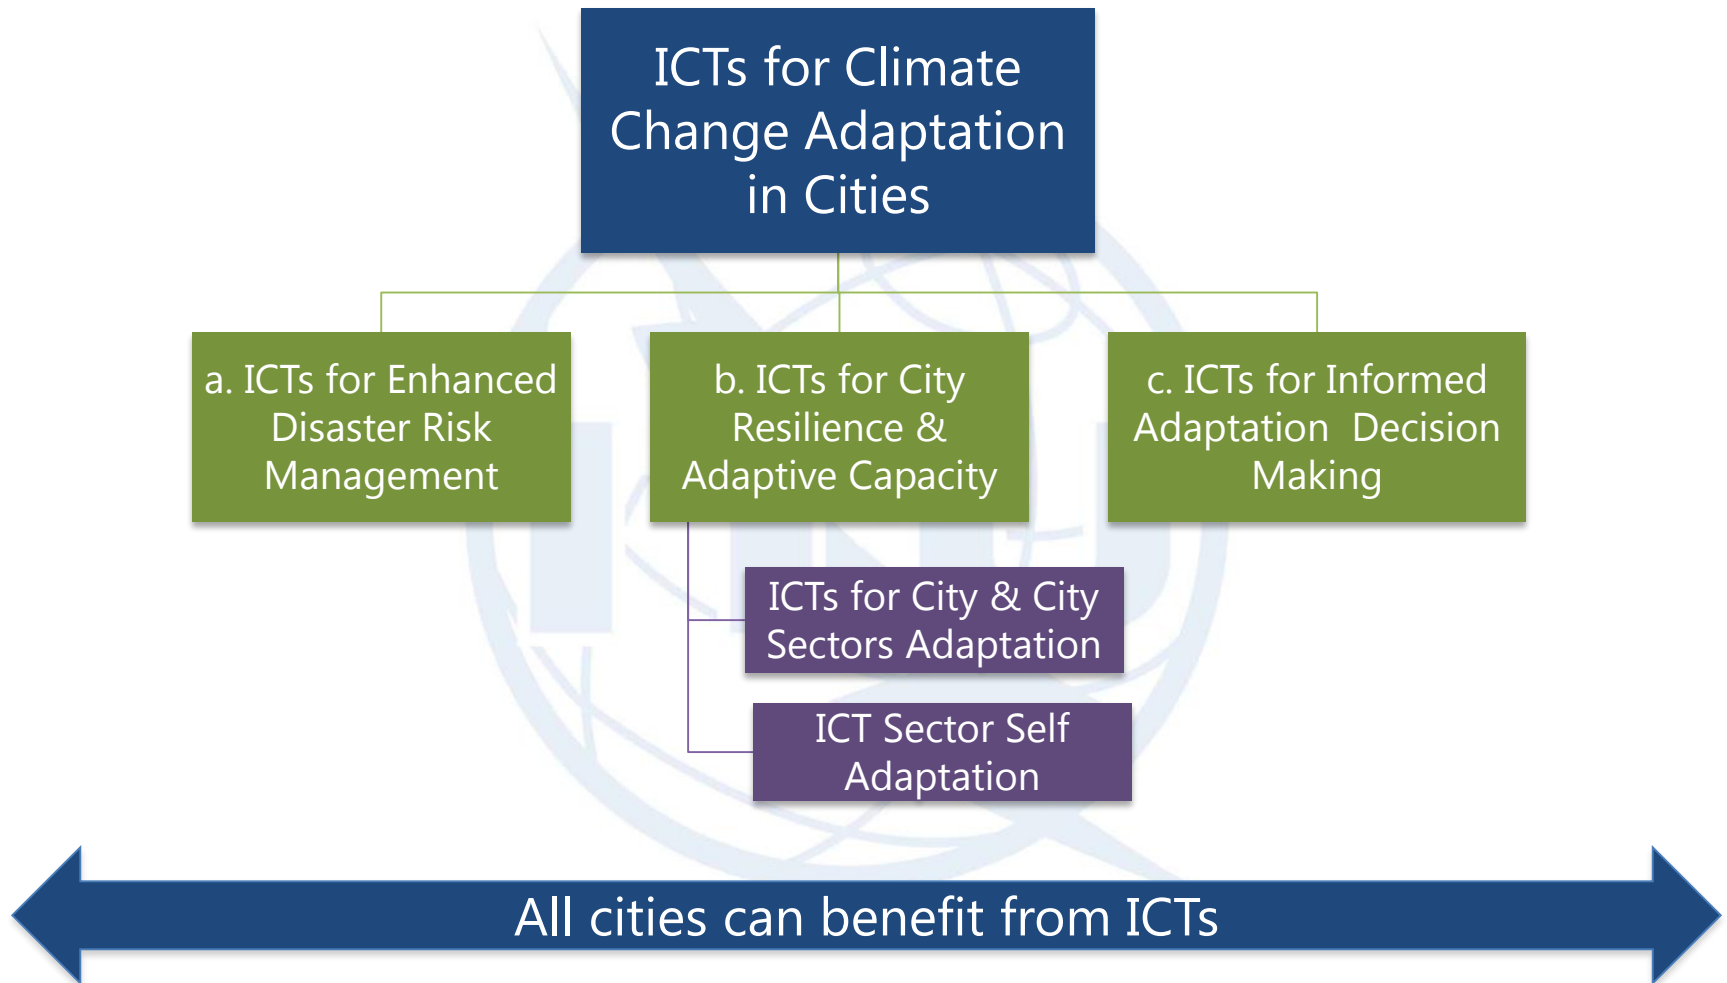 ICTs for Climate
Change Adaptation
in Cities
a. ICTs for Enhanced
Disaster Risk
Management
b. ICTs for City
Resilience &
Adaptive Capacity
c. ICTs for Informed
Adaptation  Decision
Making
ICTs for City & City
Sectors Adaptation
ICT Sector Self
Adaptation
All cities can benefit from ICTs